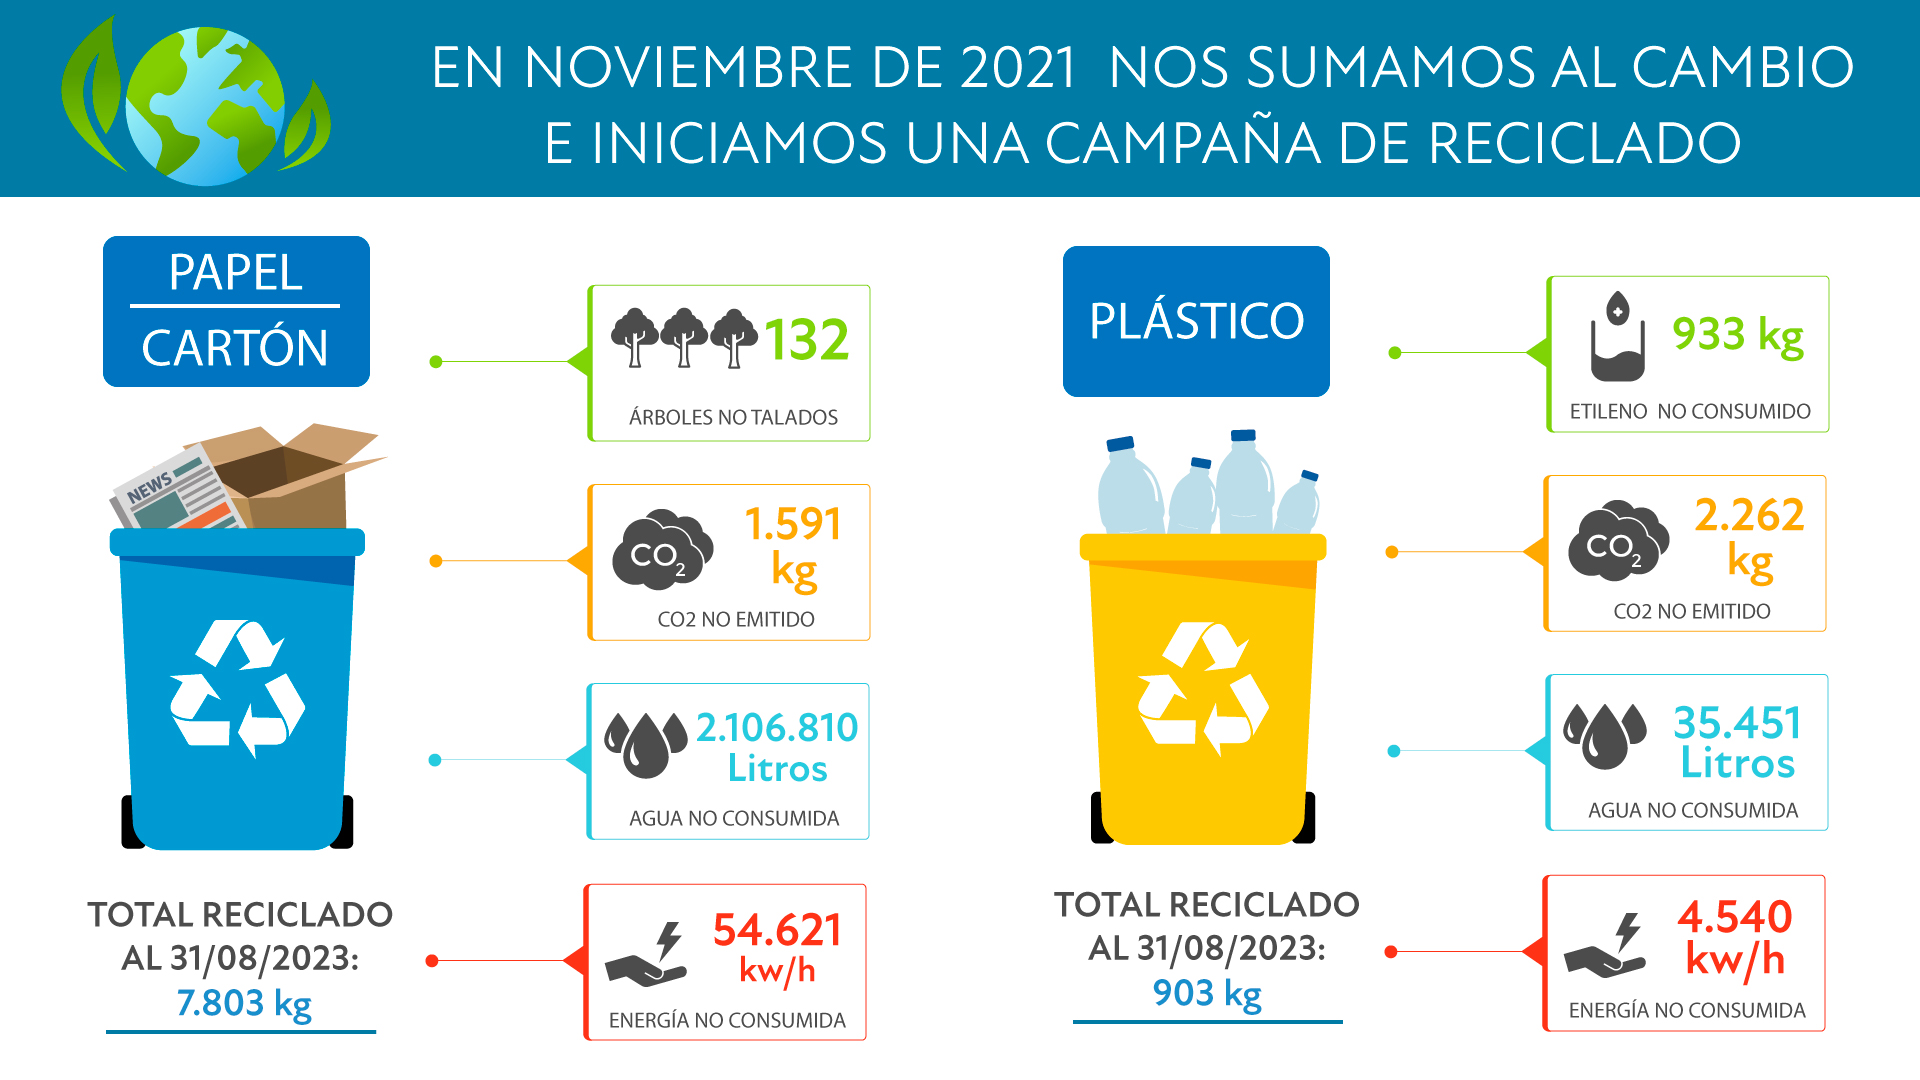 EN NOVIEMBRE DE 2021 NOS SUMAMOS AL CAMBIO
E INICIAMOS UNA CAMPAÑA DE RECICLADO
PAPEL
CARTÓN
NEWS
TOTAL RECICLADO
AL 31/08/2023:
7.803 kg
132
ÁRBOLES NO TALADOS
CO2
1.591
kg
CO2 NO EMITIDO
2.106.810
Litros
AGUA NO CONSUMIDA
54.621
kw/h
ENERGÍA NO CONSUMIDA
PLÁSTICO
TOTAL RECICLADO
AL 31/08/2023:
903 kg
933 kg
ETILENO NO CONSUMIDO
CO2
2.262
kg
CO2 NO EMITIDO
35.451
Litros
AGUA NO CONSUMIDA
4.540
kw/h
ENERGÍA NO CONSUMIDA